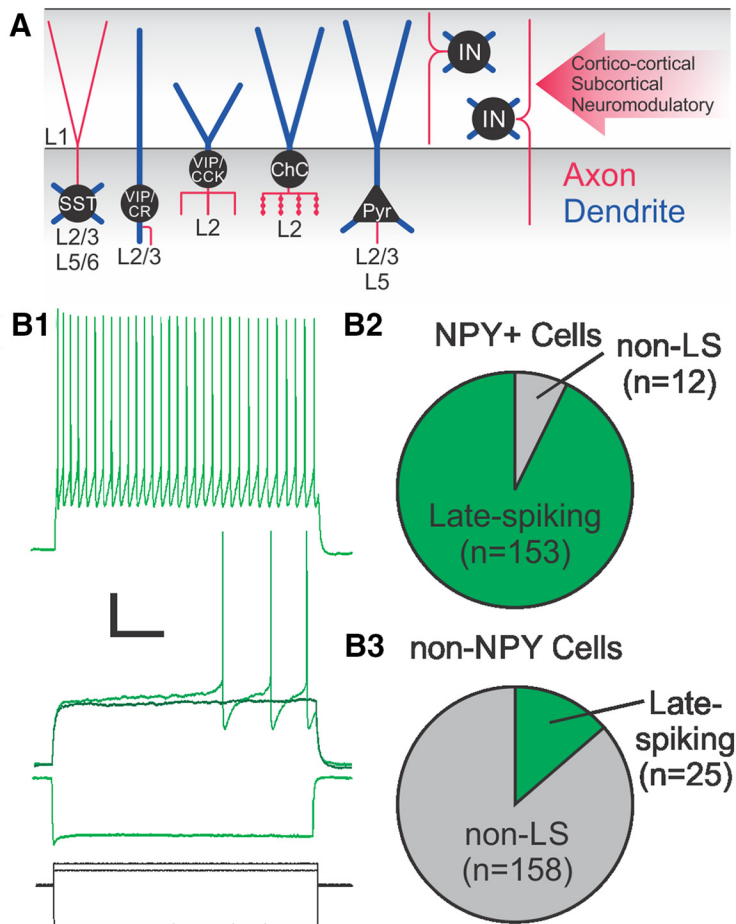 A
L1
IN
IN
Cortico-cortical
Subcortical
Neuromodulatory
SST
L2/3
L5/6
VIP/
CR
L2/3
VIP/
CCK
L2
ChC
L2
Pyr
L2/3
L5
Axon
Dendrite
B1
B2
NPY+ Cells
non-LS
(n=12)
Late-spiking
(n=153)
B3
non-NPY Cells
Late-
spiking
(n=25)
non-LS
(n=158)